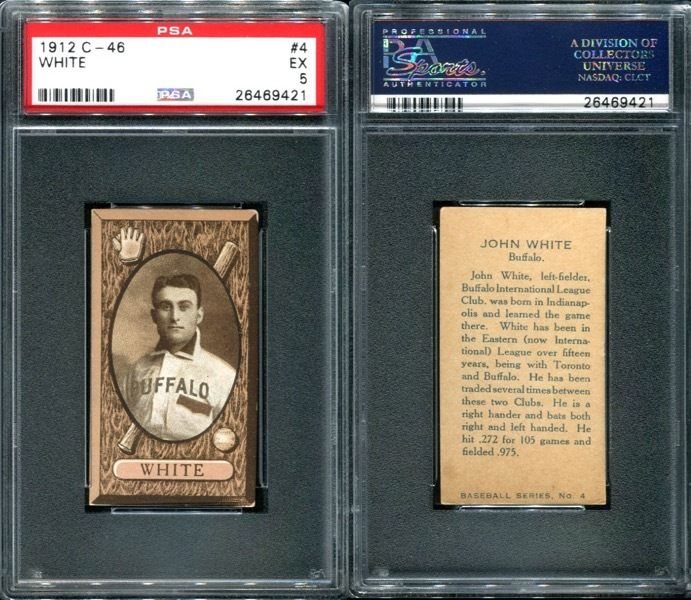 PSA
1912 C-46 #4
WHITE EX
5
PSA 26469421
BUFFALO
WHITE
PROFESSIONAL
PSA
Sports
AUTHENTICATOR
A DIVISION OF
COLLECTORS
UNIVERSE
NASDAQ: CLCT
26469421
JOHN WHITE
Buffalo.
John White, left-fielder,
Buffalo International League
Club. was born in Indianap-
olis and learned the game
there. White has been in
the Eastern (now Interna-
tional) League over fifteen
years, being with Toronto
and Buffalo. He has been
traded several times between
these two Clubs. He is a
right hander and bats both
right and left handed. He
hit .272 for 105 games and
fielded .975.
BASEBALL SERIES, No. 4